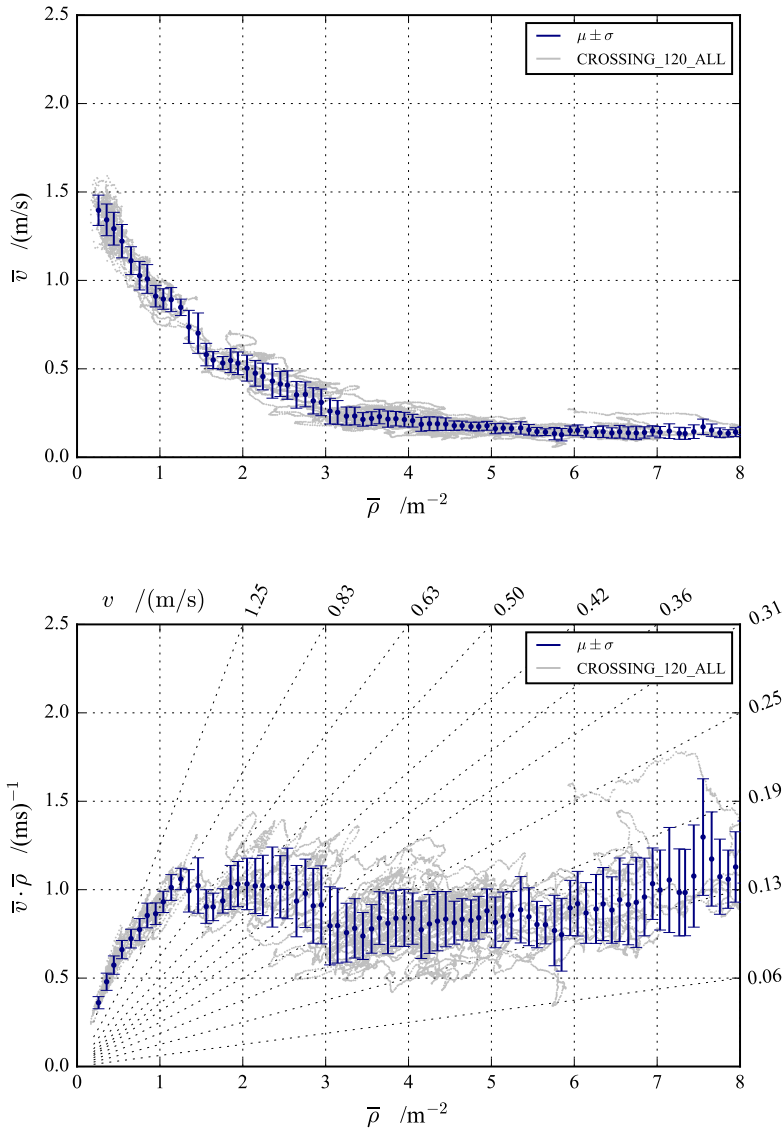 2.5
2.0
1.5
1.0
0.5
0.0
v̅ /(m/s)
μ ± σ
CROSSING_120_ALL
0 1 2 3 4 5 6 7 8
ρ̅ /m⁻²
v /(m/s) 1.25 0.83 0.63 0.50 0.42 0.36 0.31
0.25
0.19
0.13
0.06
2.5
2.0
1.5
1.0
0.5
0.0
v̅ · ρ̅ /(ms)⁻¹
μ ± σ
CROSSING_120_ALL
0 1 2 3 4 5 6 7 8
ρ̅ /m⁻²